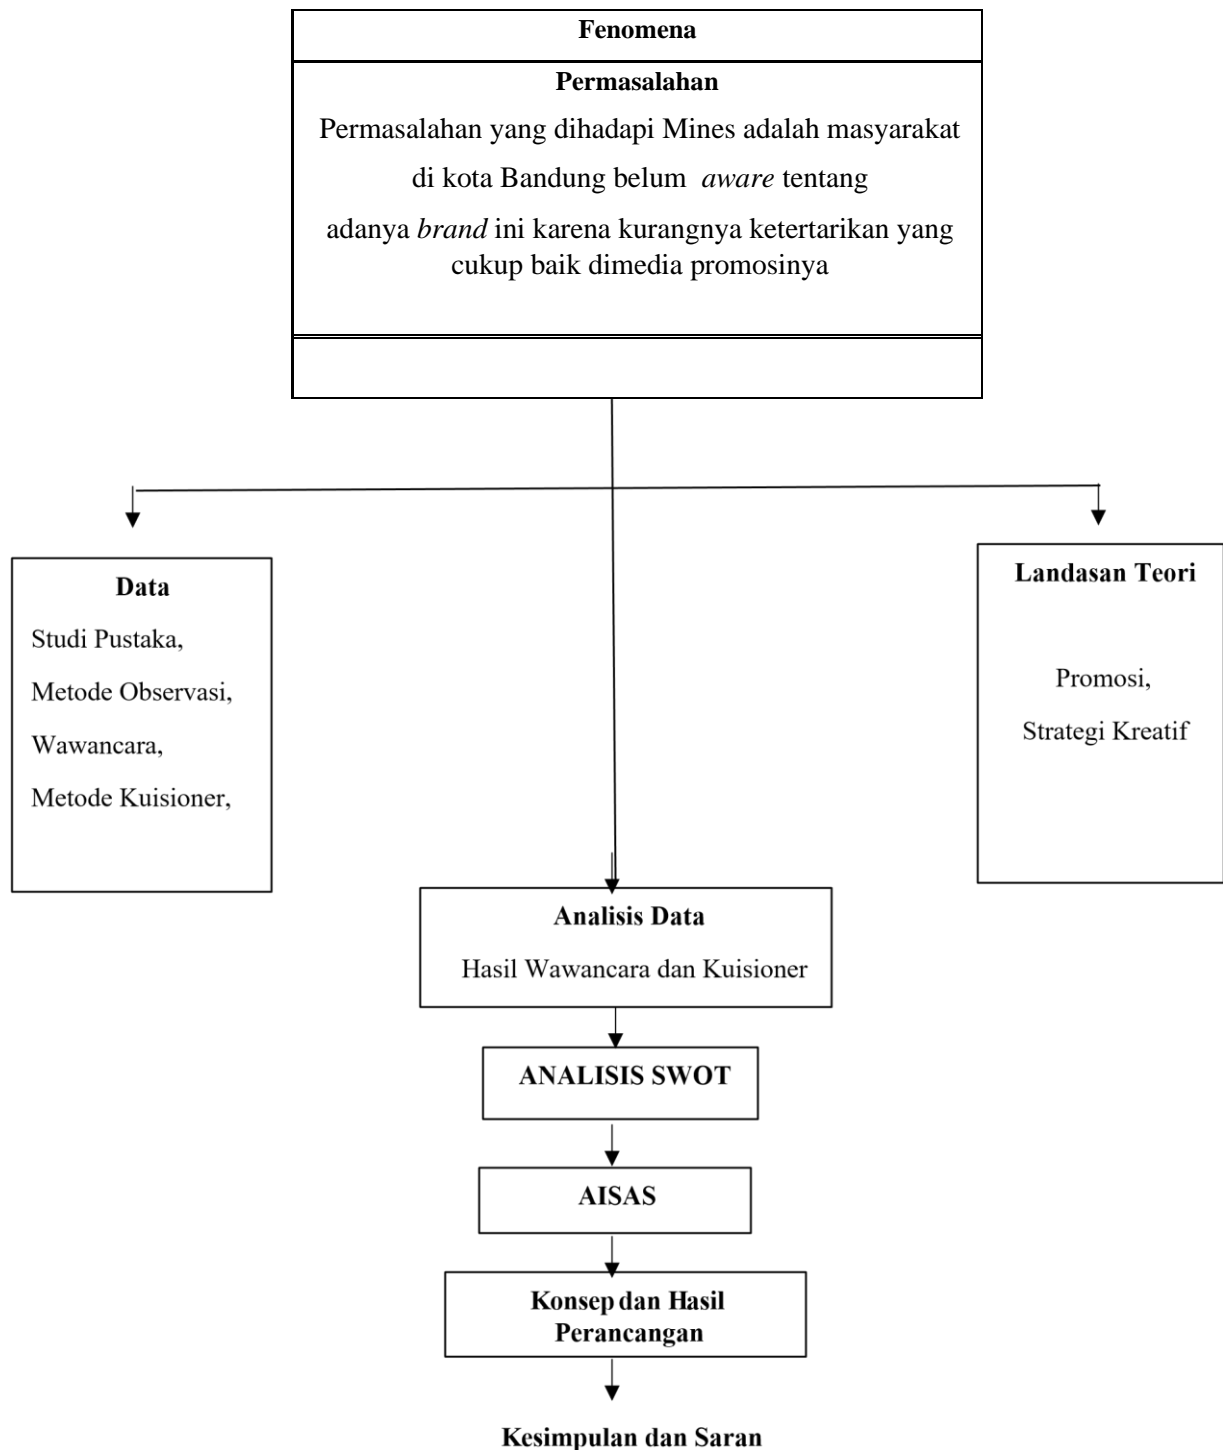 Fenomena
Permasalahan
Permasalahan yang dihadapi Mines adalah masyarakat
di kota Bandung belum aware tentang
adanya brand ini karena kurangnya ketertarikan yang
cukup baik dimedia promosinya
Data
Studi Pustaka,
Metode Observasi,
Wawancara,
Metode Kuisioner,
Landasan Teori
Promosi,
Strategi Kreatif
Analisis Data
Hasil Wawancara dan Kuisioner
ANALISIS SWOT
AISAS
Konsep dan Hasil
Perancangan
Kesimpulan dan Saran